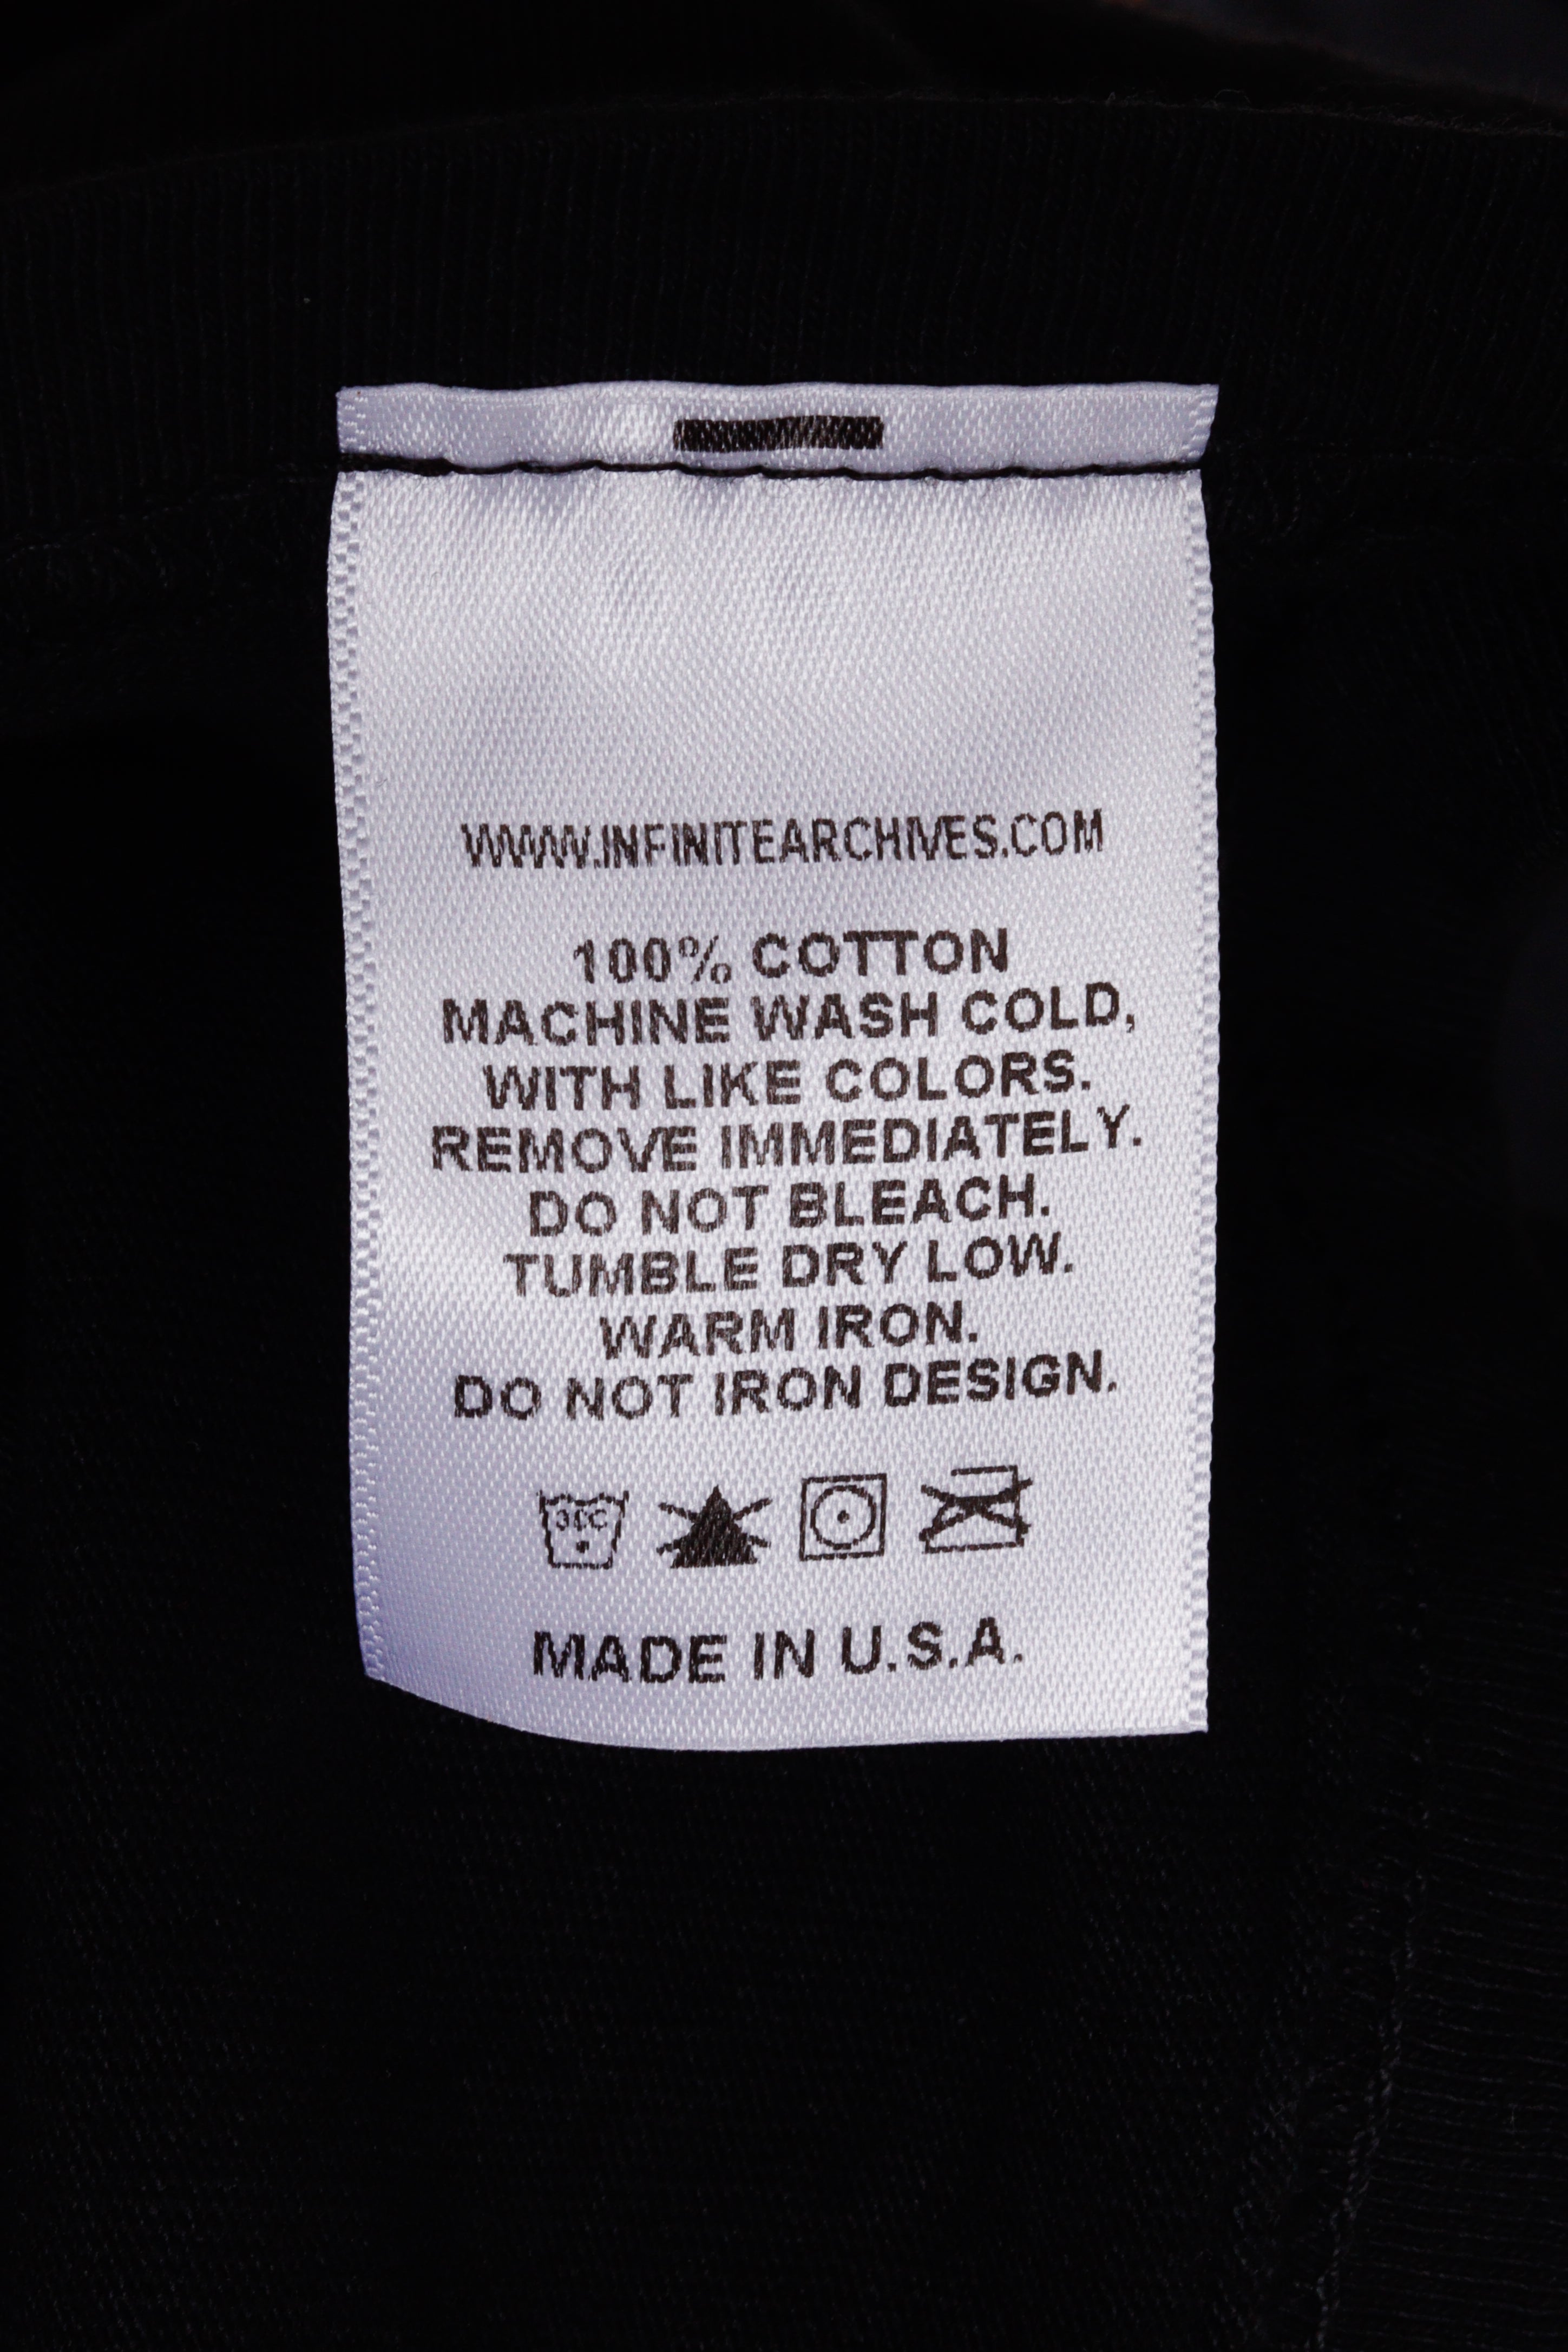 WWW.INFINITEARCHIVES.COM
100% COTTON
MACHINE WASH COLD,
WITH LIKE COLORS.
REMOVE IMMEDIATELY.
DO NOT BLEACH.
TUMBLE DRY LOW.
WARM IRON.
DO NOT IRON DESIGN.
30C
MADE IN U.S.A.